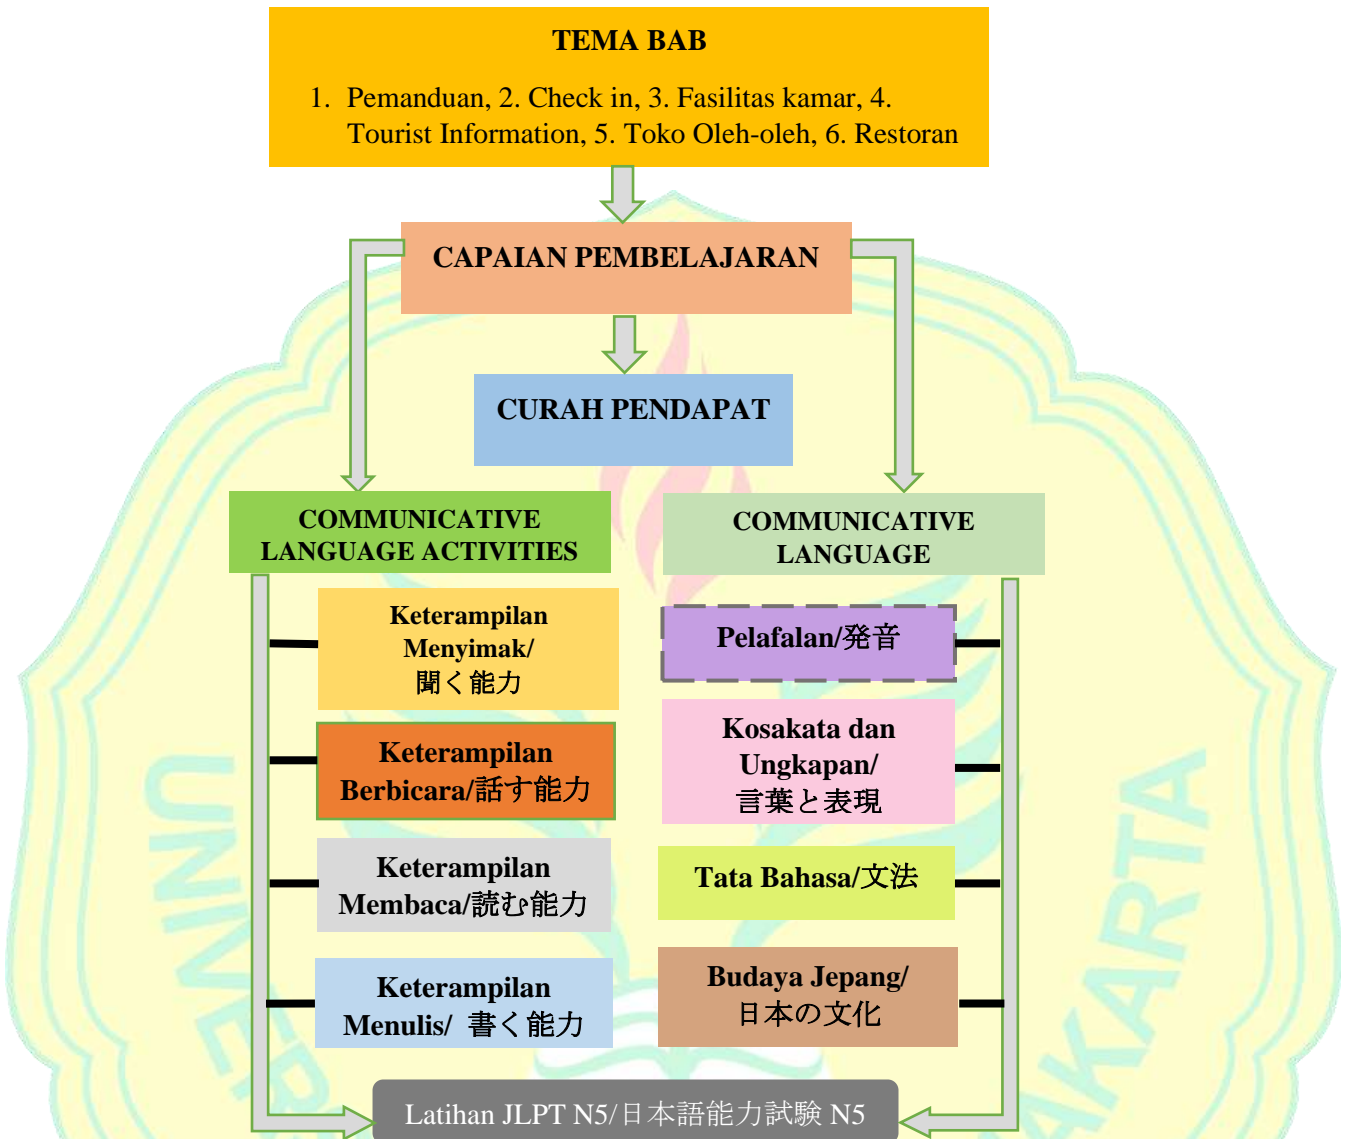 TEMA BAB
1. Pemanduan, 2. Check in, 3. Fasilitas kamar, 4.
Tourist Information, 5. Toko Oleh-oleh, 6. Restoran
CAPAIAN PEMBELAJARAN
CURAH PENDAPAT
COMMUNICATIVE
LANGUAGE ACTIVITIES
Keterampilan
Menyimak/
聞く能力
Keterampilan
Berbicara/話す能力
Keterampilan
Membaca/読む能力
Keterampilan
Menulis/ 書く能力
COMMUNICATIVE
LANGUAGE
Pelafalan/発音
Kosakata dan
Ungkapan/
言葉と表現
Tata Bahasa/文法
Budaya Jepang/
日本の文化
Latihan JLPT N5/日本語能力試験 N5
UNIVER
AKARTA